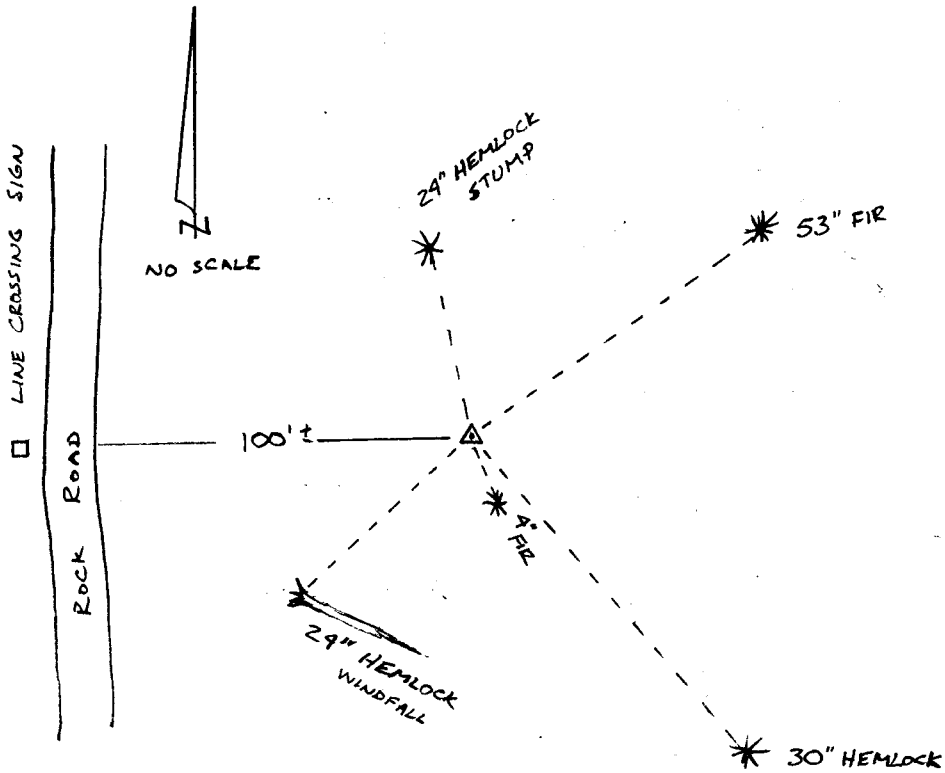 LINE CROSSING SIGN
N
NO SCALE
24" HEMLOCK
STUMP
53" FIR
ROCK ROAD
100'±
4"
FIR
24" HEMLOCK
WINDFALL
30" HEMLOCK